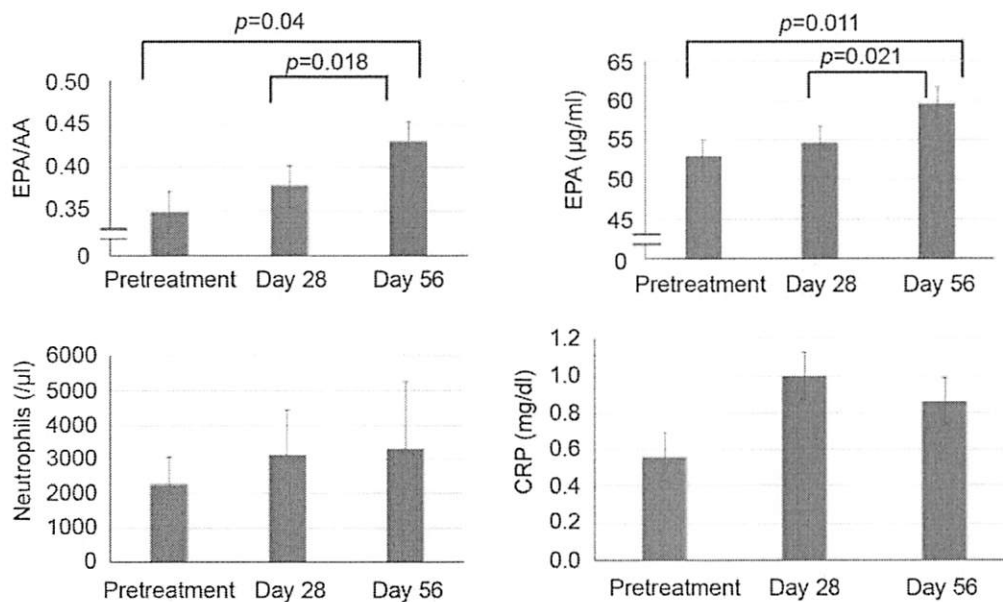 p=0.04
p=0.018
EPA/AA
0.50
0.45
0.40
0.35
0
Pretreatment Day 28 Day 56
p=0.011
p=0.021
EPA (µg/ml)
65
60
55
50
45
0
Pretreatment Day 28 Day 56
Neutrophils (/µl)
6000
5000
4000
3000
2000
1000
0
Pretreatment Day 28 Day 56
CRP (mg/dl)
1.2
1.0
0.8
0.6
0.4
0.2
0.0
Pretreatment Day 28 Day 56